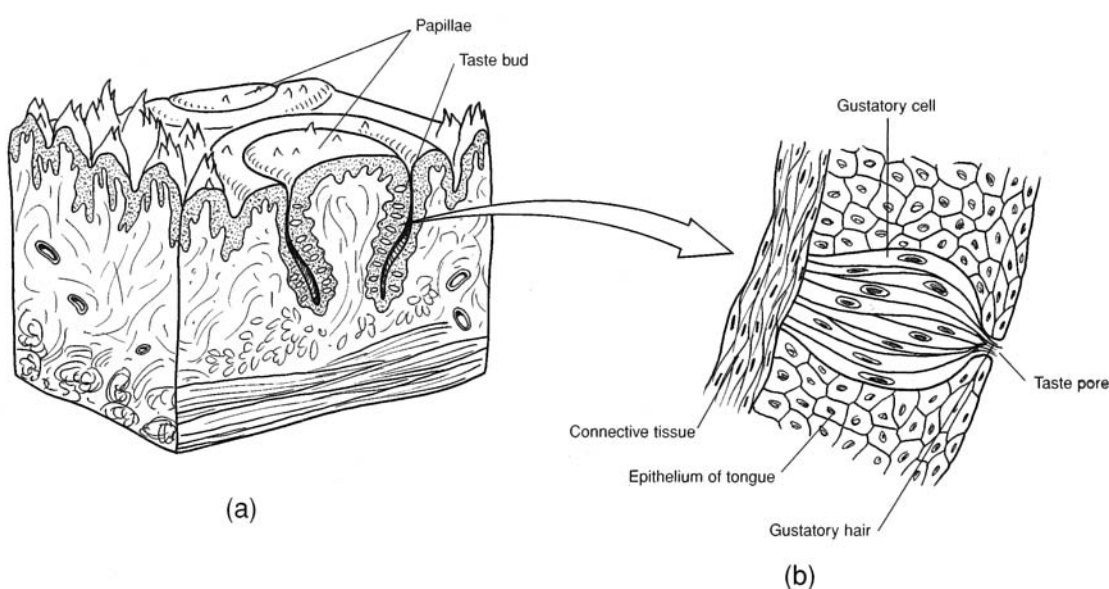 Papillae
Taste bud
(a)
Gustatory cell
Taste pore
Connective tissue
Epithelium of tongue
Gustatory hair
(b)